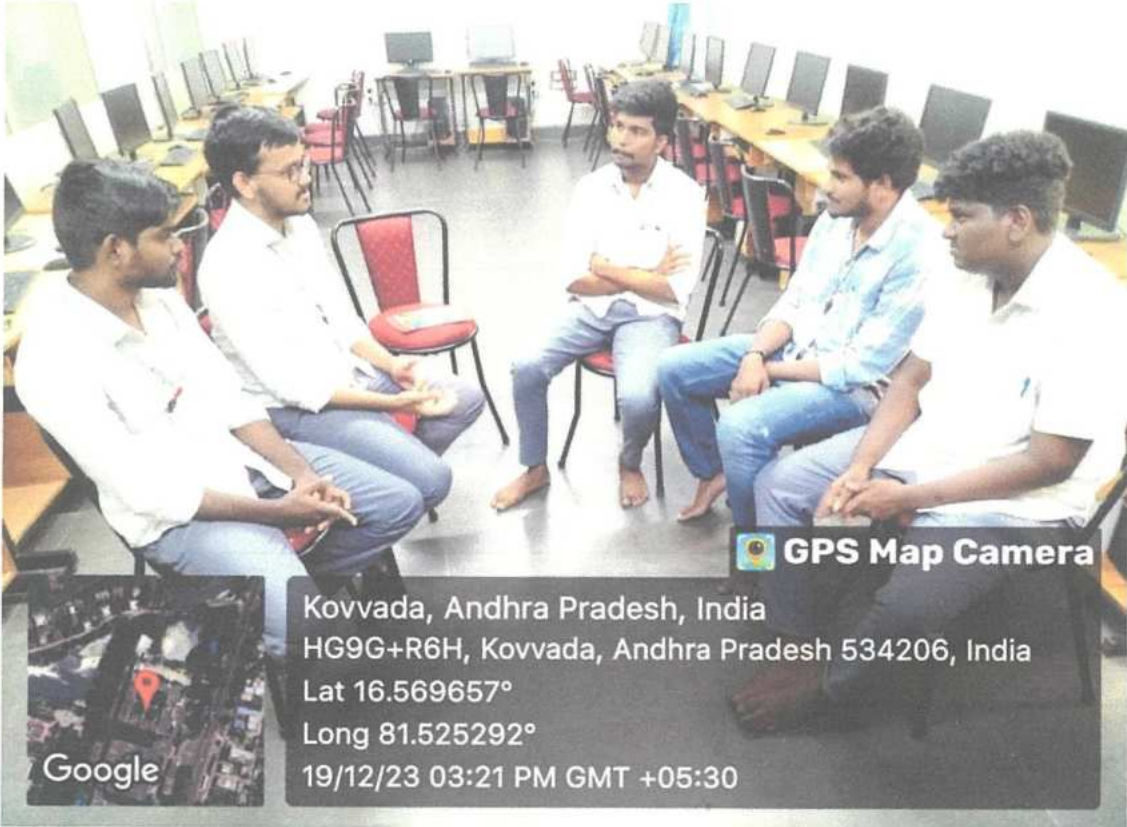 GPS Map Camera
Kovvada, Andhra Pradesh, India
HG9G+R6H, Kovvada, Andhra Pradesh 534206, India
Lat 16.569657°
Long 81.525292°
19/12/23 03:21 PM GMT +05:30
Google